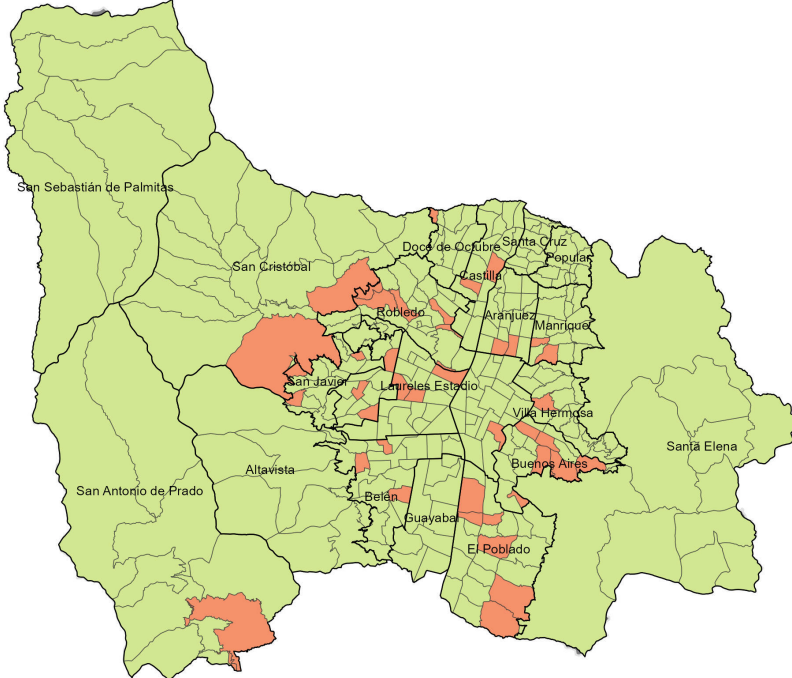 San Sebastián de Palmitas
San Cristóbal
Doce de Octubre
Santa Cruz
Popular
Castilla
Robledo
Aranjuez
Manrique
San Javier
Laureles Estadio
Villa Hermosa
Santa Elena
Altavista
Buenos Aires
San Antonio de Prado
Belén
Guayabal
El Poblado